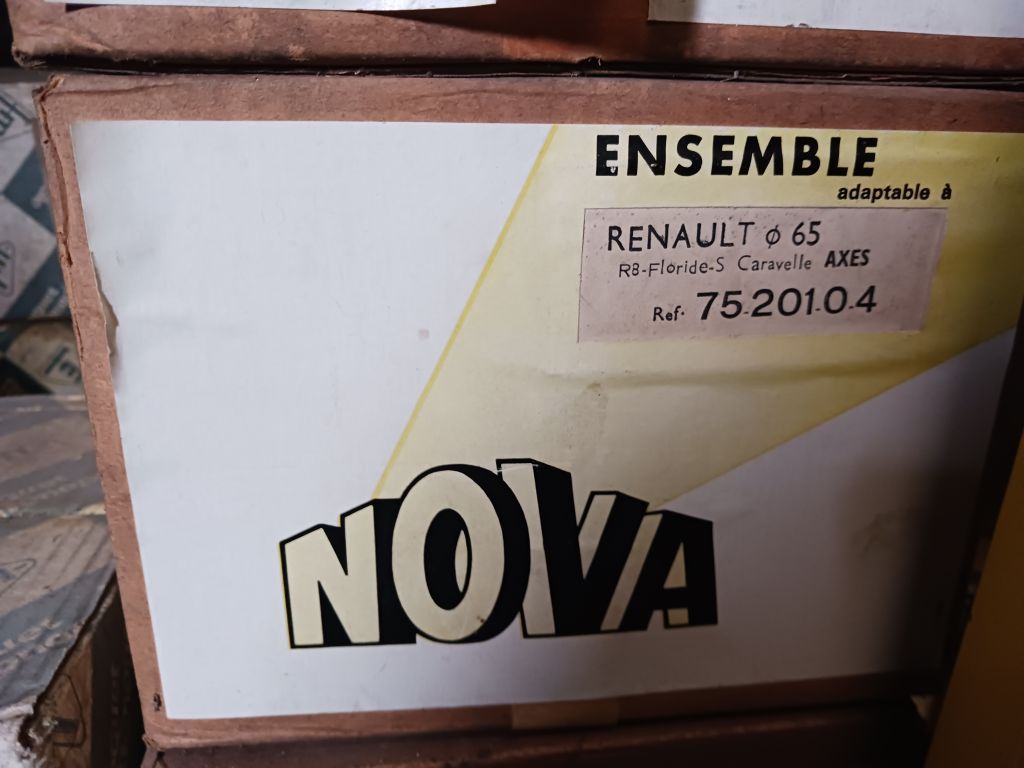 ENSEMBLE
adaptable à
RENAULT ø 65
R8-Floride-S Caravelle AXES
Ref. 75-201-0-4
NOVA